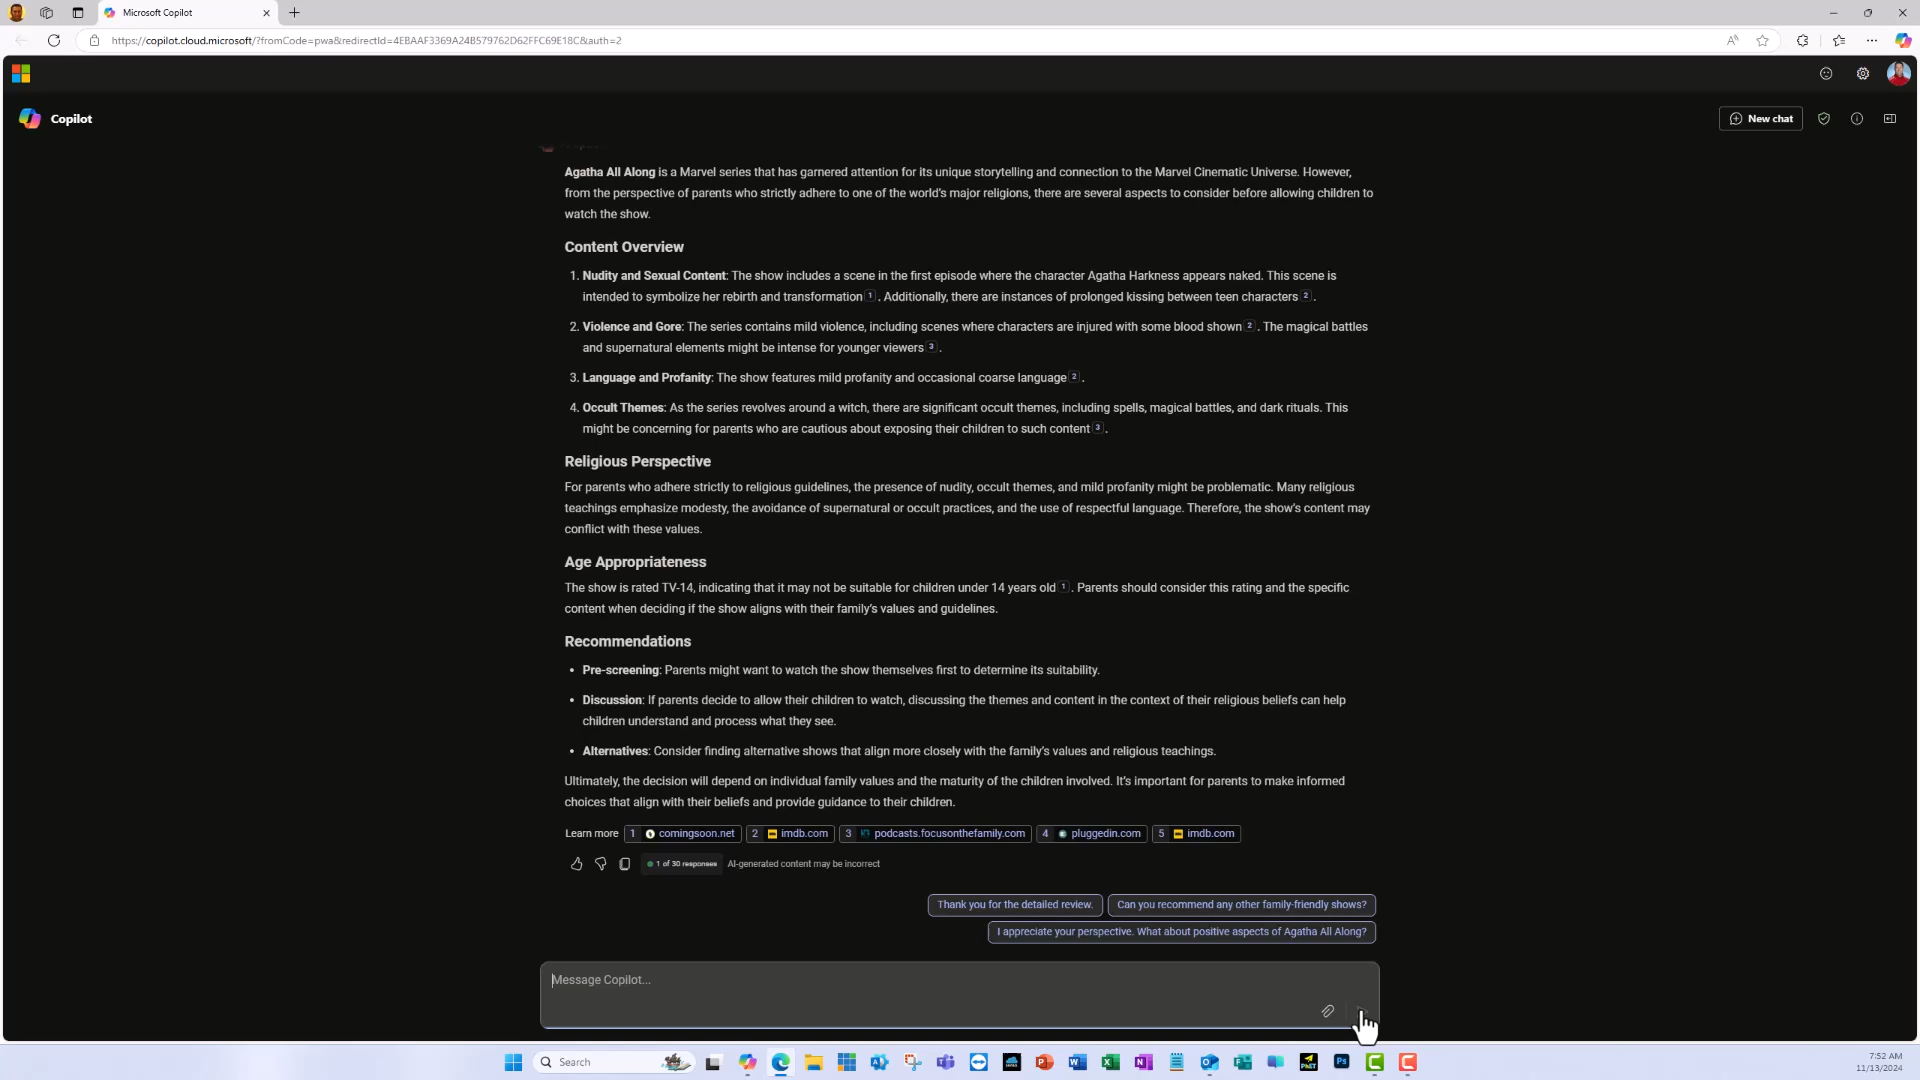 Microsoft Copilot
https://copilot.cloud.microsoft/?fromCode=pwa&redirectId=4EBAAF3369A24B579762D62FFC69E18C&auth=2
Copilot
New chat
Agatha All Along is a Marvel series that has garnered attention for its unique storytelling and connection to the Marvel Cinematic Universe. However,
from the perspective of parents who strictly adhere to one of the world's major religions, there are several aspects to consider before allowing children to
watch the show.
Content Overview
1. Nudity and Sexual Content: The show includes a scene in the first episode where the character Agatha Harkness appears naked. This scene is
intended to symbolize her rebirth and transformation 1 . Additionally, there are instances of prolonged kissing between teen characters 2 .
2. Violence and Gore: The series contains mild violence, including scenes where characters are injured with some blood shown 2 . The magical battles
and supernatural elements might be intense for younger viewers 3 .
3. Language and Profanity: The show features mild profanity and occasional coarse language 2 .
4. Occult Themes: As the series revolves around a witch, there are significant occult themes, including spells, magical battles, and dark rituals. This
might be concerning for parents who are cautious about exposing their children to such content 3 .
Religious Perspective
For parents who adhere strictly to religious guidelines, the presence of nudity, occult themes, and mild profanity might be problematic. Many religious
teachings emphasize modesty, the avoidance of supernatural or occult practices, and the use of respectful language. Therefore, the show's content may
conflict with these values.
Age Appropriateness
The show is rated TV-14, indicating that it may not be suitable for children under 14 years old 1 . Parents should consider this rating and the specific
content when deciding if the show aligns with their family's values and guidelines.
Recommendations
• Pre-screening: Parents might want to watch the show themselves first to determine its suitability.
• Discussion: If parents decide to allow their children to watch, discussing the themes and content in the context of their religious beliefs can help
children understand and process what they see.
• Alternatives: Consider finding alternative shows that align more closely with the family's values and religious teachings.
Ultimately, the decision will depend on individual family values and the maturity of the children involved. It's important for parents to make informed
choices that align with their beliefs and provide guidance to their children.
Learn more 1 comingsoon.net 2 imdb.com 3 podcasts.focusonthefamily.com 4 pluggedin.com 5 imdb.com
1 of 30 responses AI-generated content may be incorrect
Thank you for the detailed review. Can you recommend any other family-friendly shows?
I appreciate your perspective. What about positive aspects of Agatha All Along?
Message Copilot...
Search
7:52 AM
11/13/2024